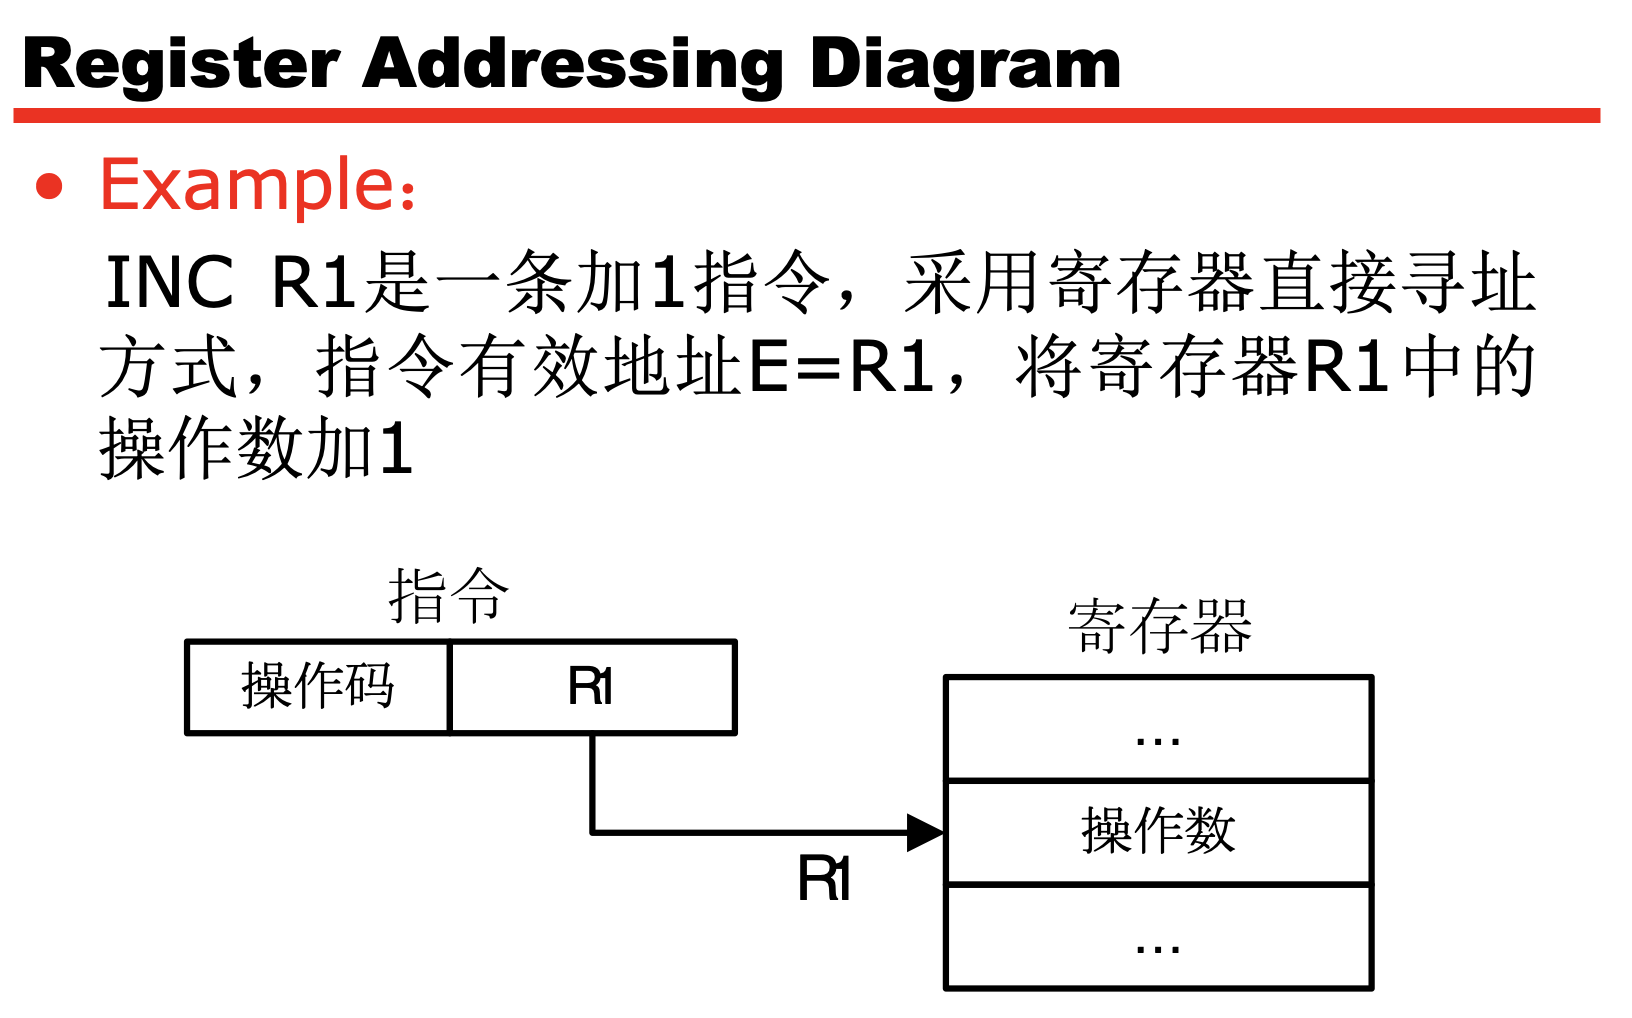 Register Addressing Diagram
• Example：
INC R1是一条加1指令，采用寄存器直接寻址
方式，指令有效地址E=R1，将寄存器R1中的
操作数加1
指令
寄存器
操作码 R1
...
操作数
R1
...